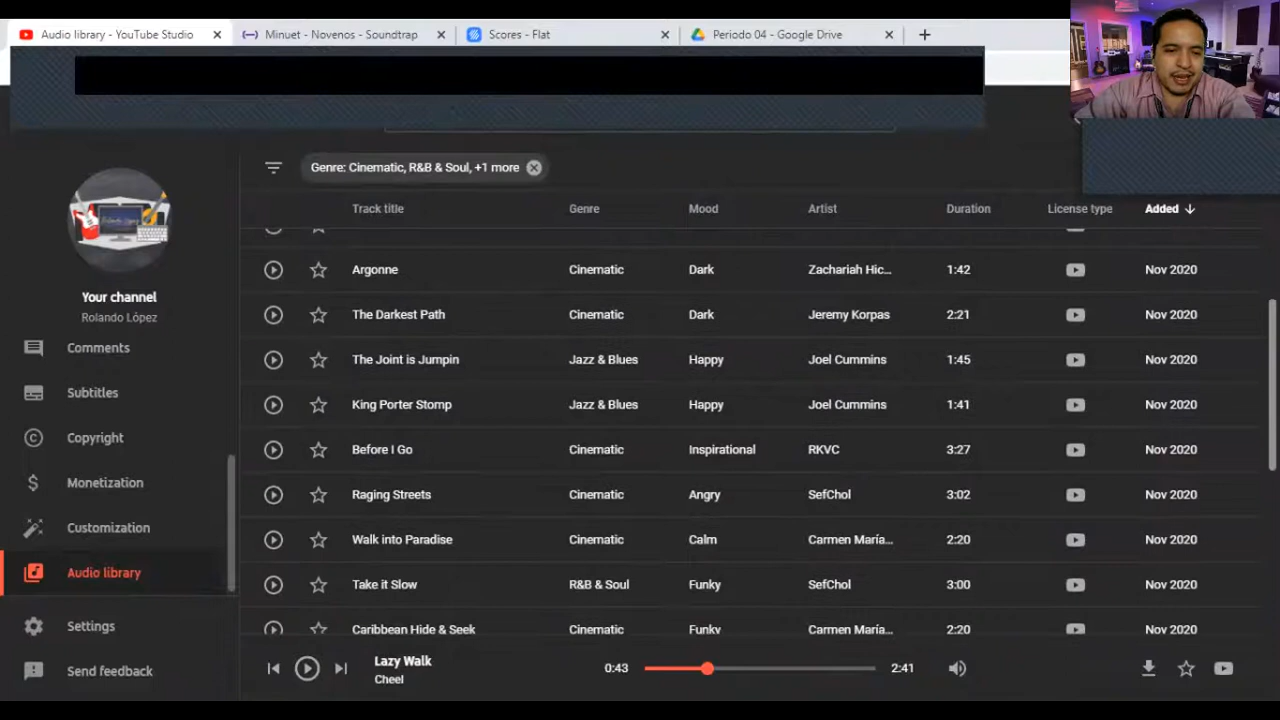 Audio library - YouTube Studio
Minuet - Novenos - Soundtrap
Scores - Flat
Periodo 04 - Google Drive
Genre: Cinematic, R&B & Soul, +1 more
Track title Genre Mood Artist Duration License type Added
Argonne Cinematic Dark Zachariah Hic... 1:42 Nov 2020
The Darkest Path Cinematic Dark Jeremy Korpas 2:21 Nov 2020
The Joint is Jumpin Jazz & Blues Happy Joel Cummins 1:45 Nov 2020
King Porter Stomp Jazz & Blues Happy Joel Cummins 1:41 Nov 2020
Before I Go Cinematic Inspirational RKVC 3:27 Nov 2020
Raging Streets Cinematic Angry SefChol 3:02 Nov 2020
Walk into Paradise Cinematic Calm Carmen María... 2:20 Nov 2020
Take it Slow R&B & Soul Funky SefChol 3:00 Nov 2020
Caribbean Hide & Seek Cinematic Funky Carmen María... 2:20 Nov 2020
Your channel
Rolando López
Comments
Subtitles
Copyright
Monetization
Customization
Audio library
Settings
Send feedback
Lazy Walk
Cheel
0:43
2:41